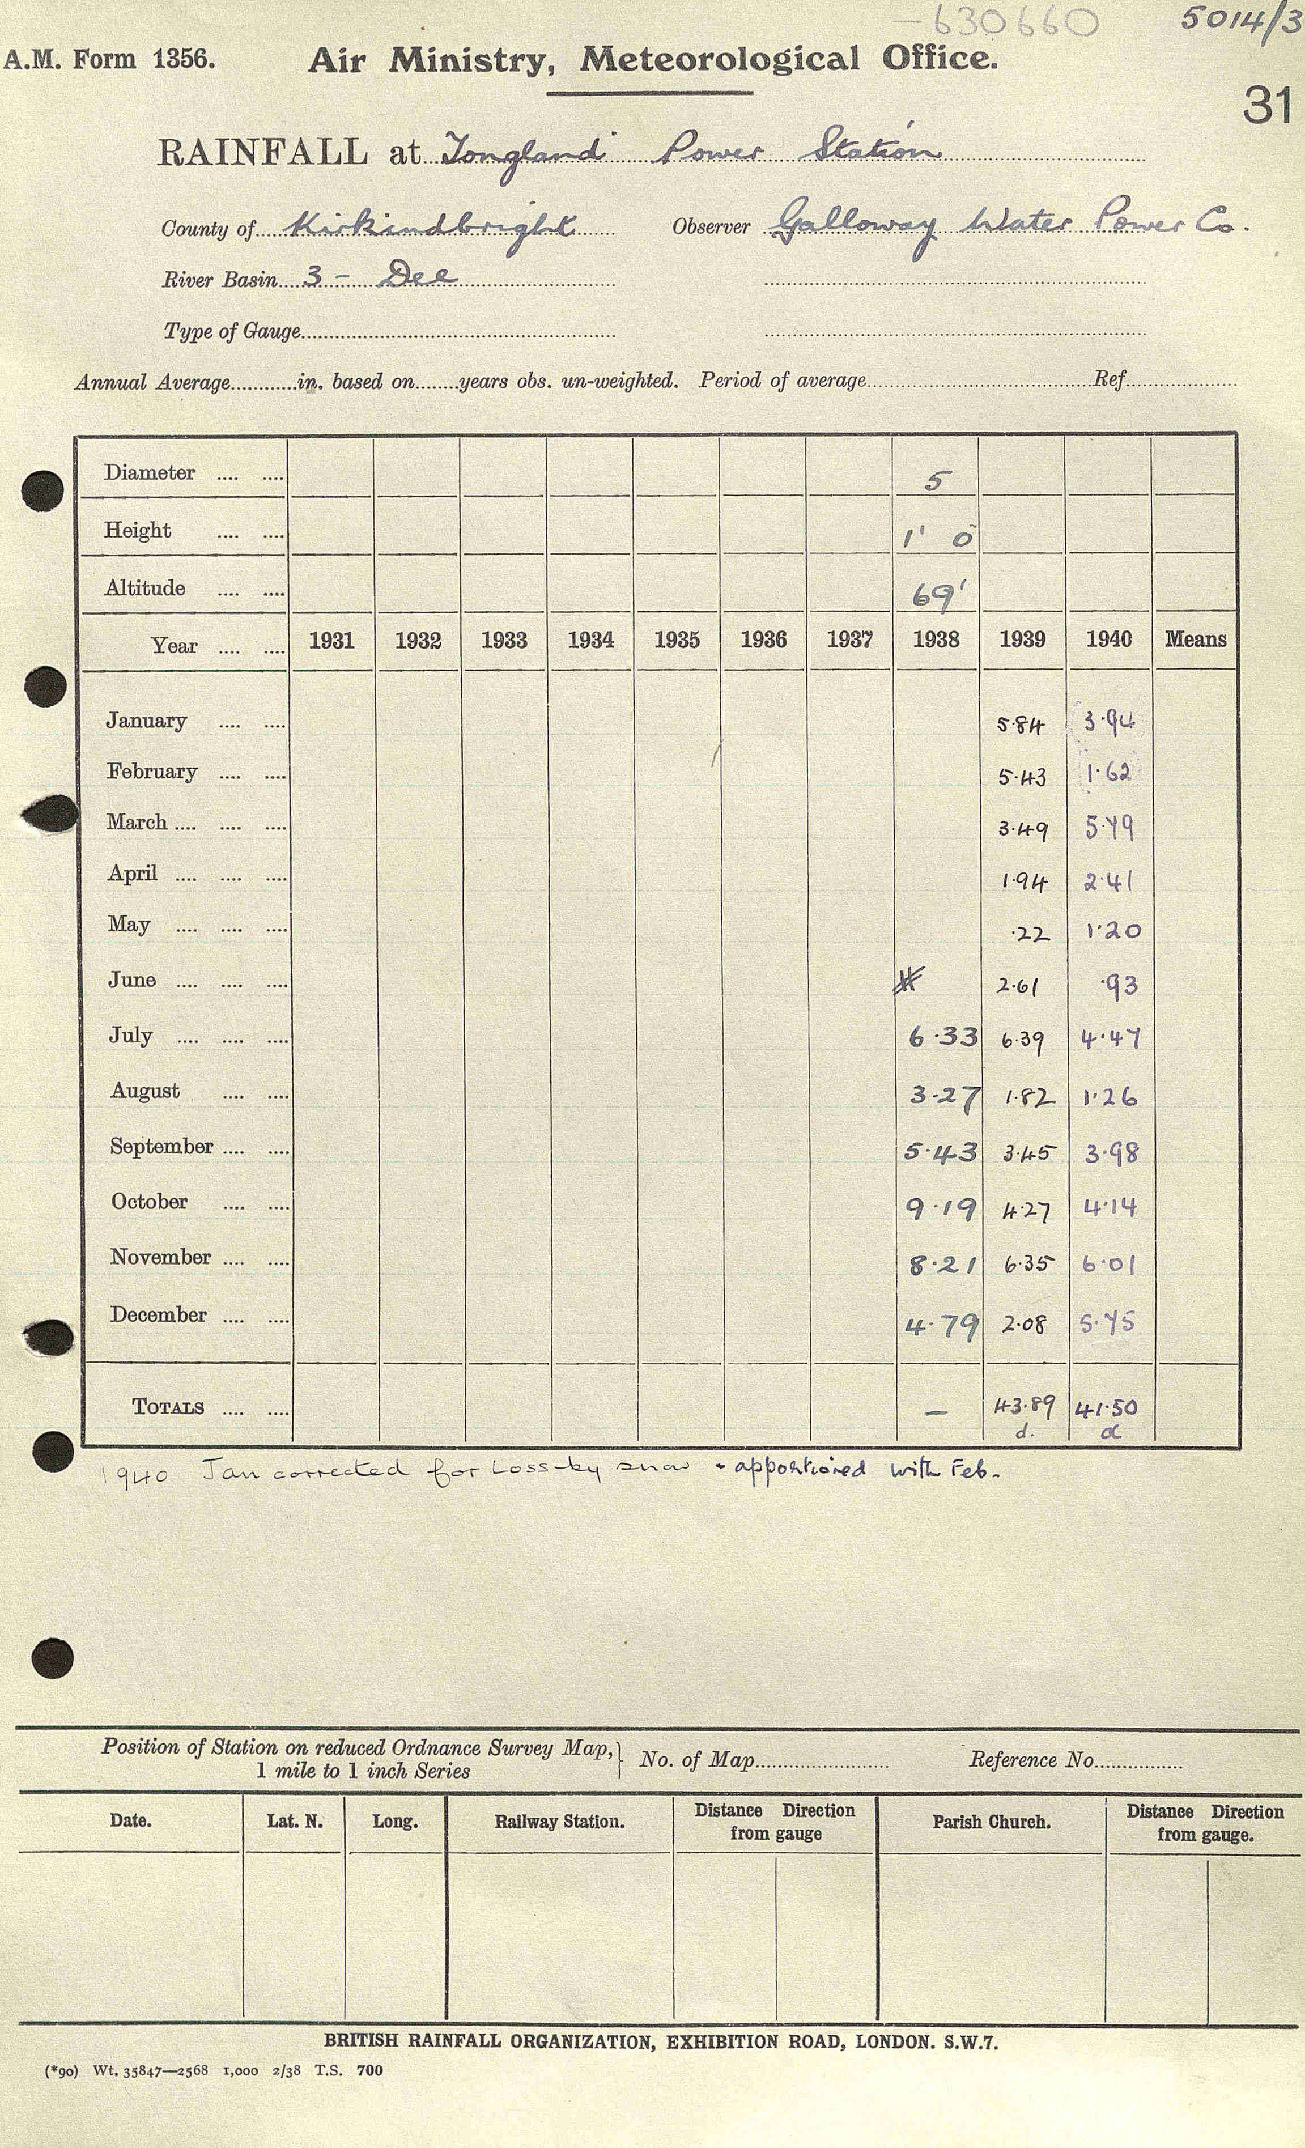 630660
5014/3
A.M. Form 1356. Air Ministry, Meteorological Office.
31
RAINFALL at Tongland Power Station
County of Kirkindbright Observer Galloway Water Power Co.
River Basin 3 - Dee
Type of Gauge
Annual Average in. based on years obs. un-weighted. Period of average Ref
Diameter 5
Height 1' 0"
Altitude 69'
Year 1931 1932 1933 1934 1935 1936 1937 1938 1939 1940 Means
January 5.84 3.94
February 5.43 1.62
March 3.49 5.79
April 1.94 2.41
May .22 1.20
June 2.61 .93
July 6.33 6.39 4.47
August 3.27 1.82 1.26
September 5.43 3.45 3.98
October 9.19 4.27 4.14
November 8.21 6.35 6.01
December 4.79 2.08 5.75
TOTALS — 43.89 41.50
d. d
1940 Jan corrected for loss by snow + apportioned with Feb.
Position of Station on reduced Ordnance Survey Map, } No. of Map Reference No.
1 mile to 1 inch Series
Date. Lat. N. Long. Railway Station. Distance Direction from gauge Parish Church. Distance Direction from gauge.
BRITISH RAINFALL ORGANIZATION, EXHIBITION ROAD, LONDON. S.W.7.
(*90) Wt. 35847—2568 1,000 2/38 T.S. 700